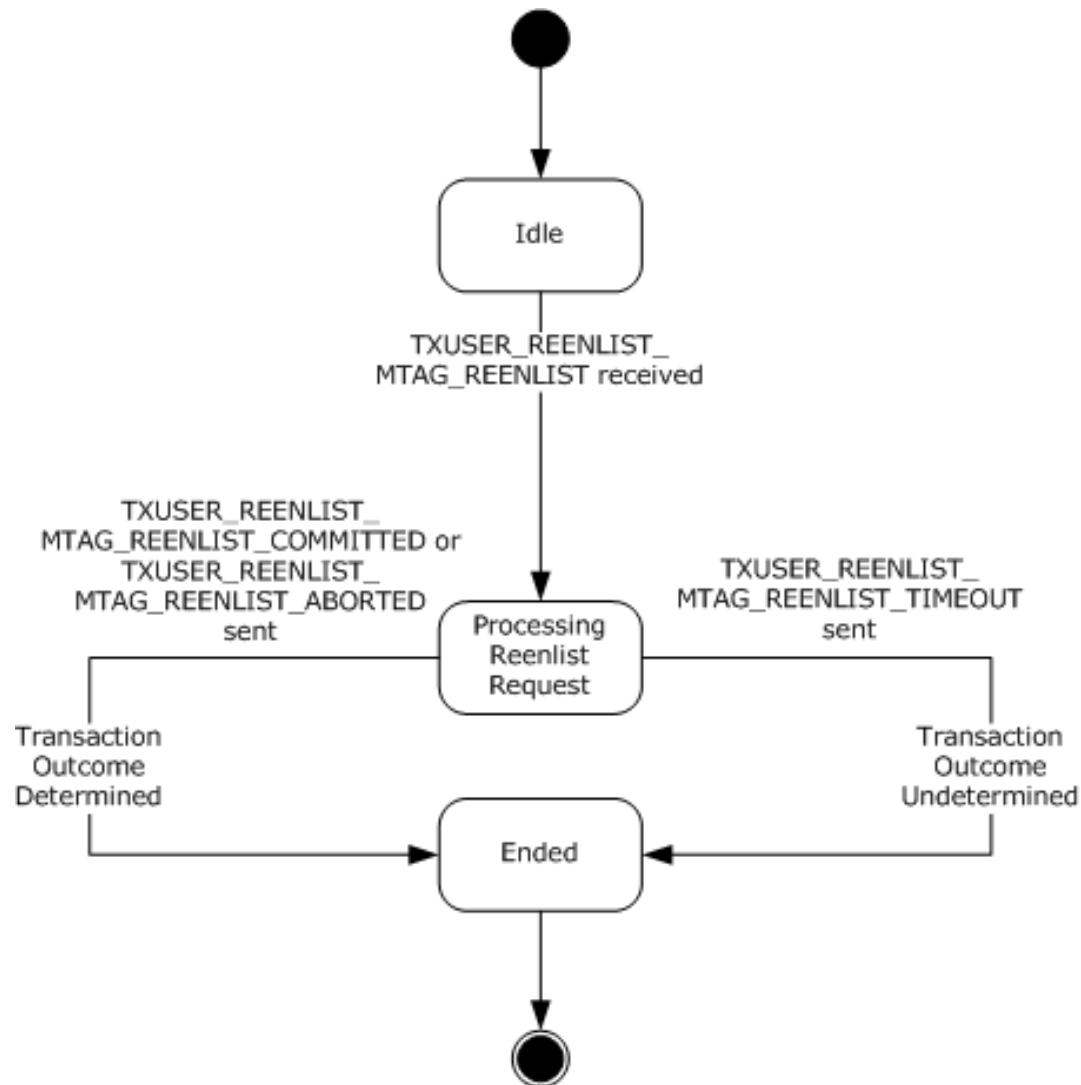 Idle
TXUSER_REENLIST_
MTAG_REENLIST received
TXUSER_REENLIST_
MTAG_REENLIST_COMMITTED or
TXUSER_REENLIST_
MTAG_REENLIST_ABORTED
sent
TXUSER_REENLIST_
MTAG_REENLIST_TIMEOUT
sent
Processing
Reenlist
Request
Transaction
Outcome
Determined
Transaction
Outcome
Undetermined
Ended